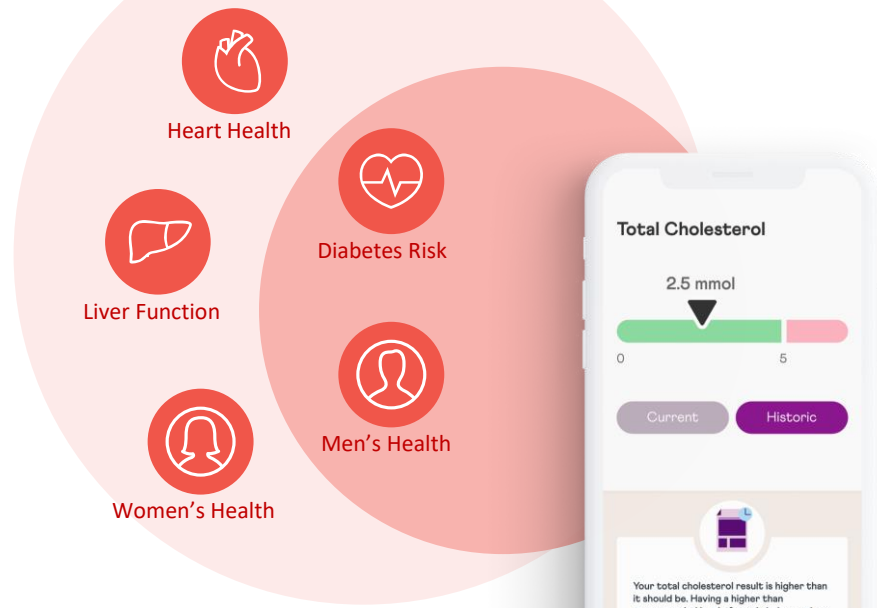 Heart Health
Diabetes Risk
Liver Function
Men's Health
Women's Health
Total Cholesterol
2.5 mmol
0
5
Current
Historic
Your total cholesterol result is higher than
it should be. Having a higher than